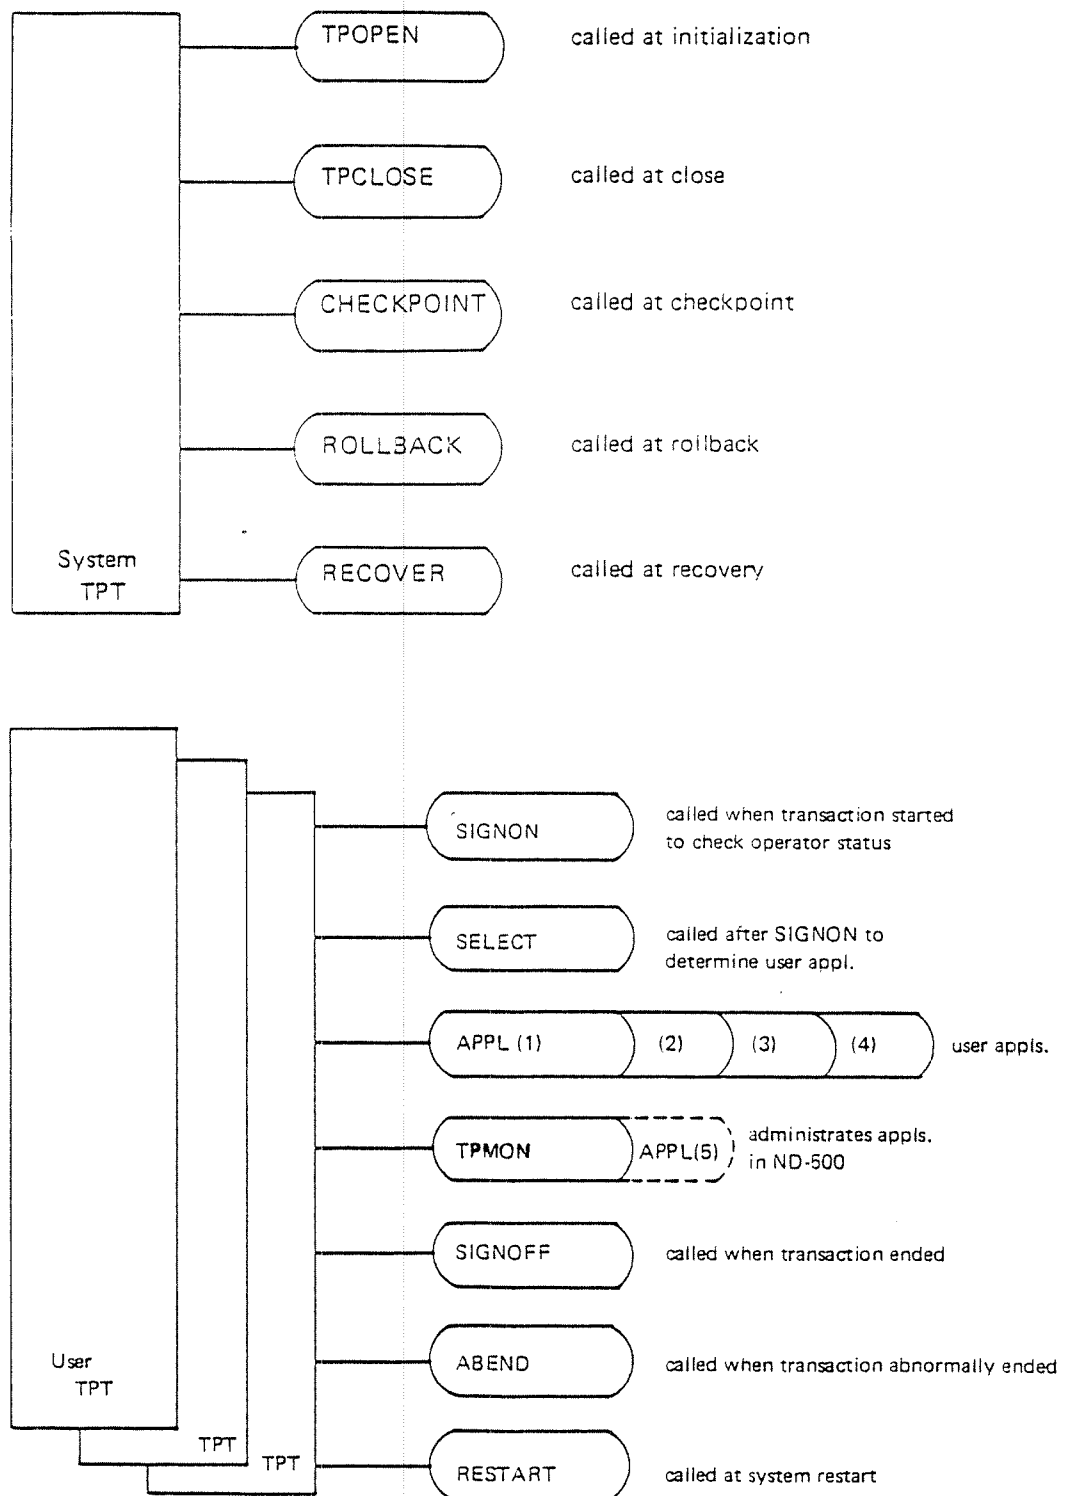 TPOPEN called at initialization
TPCLOSE called at close
CHECKPOINT called at checkpoint
ROLLBACK called at rollback
System
TPT
RECOVER called at recovery
SIGNON
called when transaction started
to check operator status
SELECT
called after SIGNON to
determine user appl.
APPL (1) (2) (3) (4) user appls.
TPMON APPL(5)
administrates appls.
in ND-500
SIGNOFF called when transaction ended
User
TPT
ABEND called when transaction abnormally ended
TPT
TPT
RESTART called at system restart